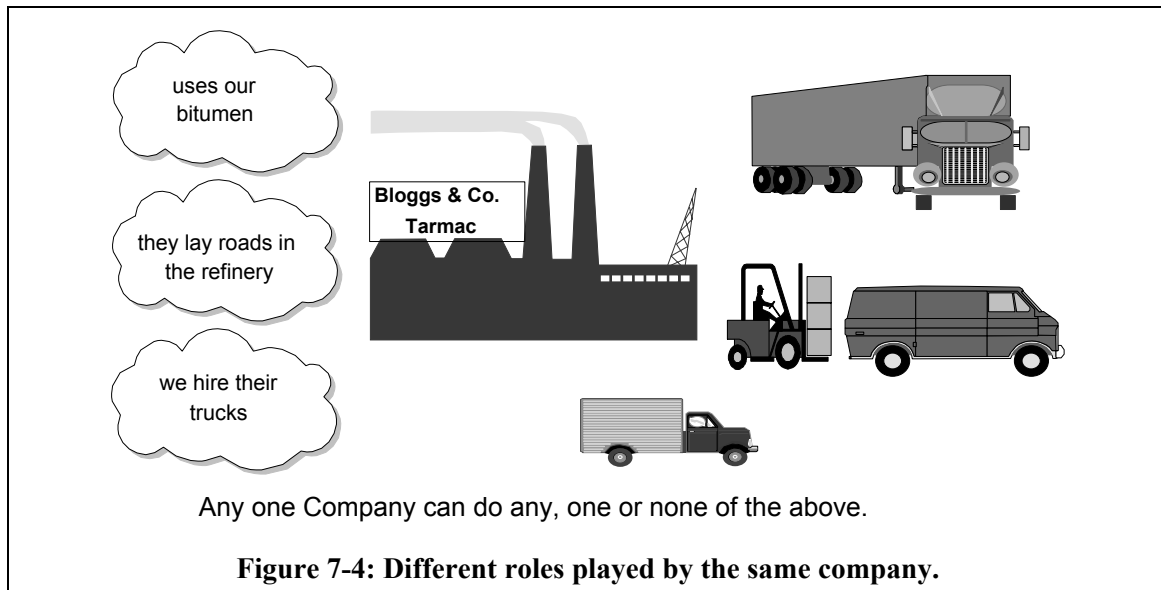 uses our
bitumen
Bloggs & Co.
Tarmac
they lay roads in
the refinery
we hire their
trucks
Any one Company can do any, one or none of the above.
Figure 7-4: Different roles played by the same company.